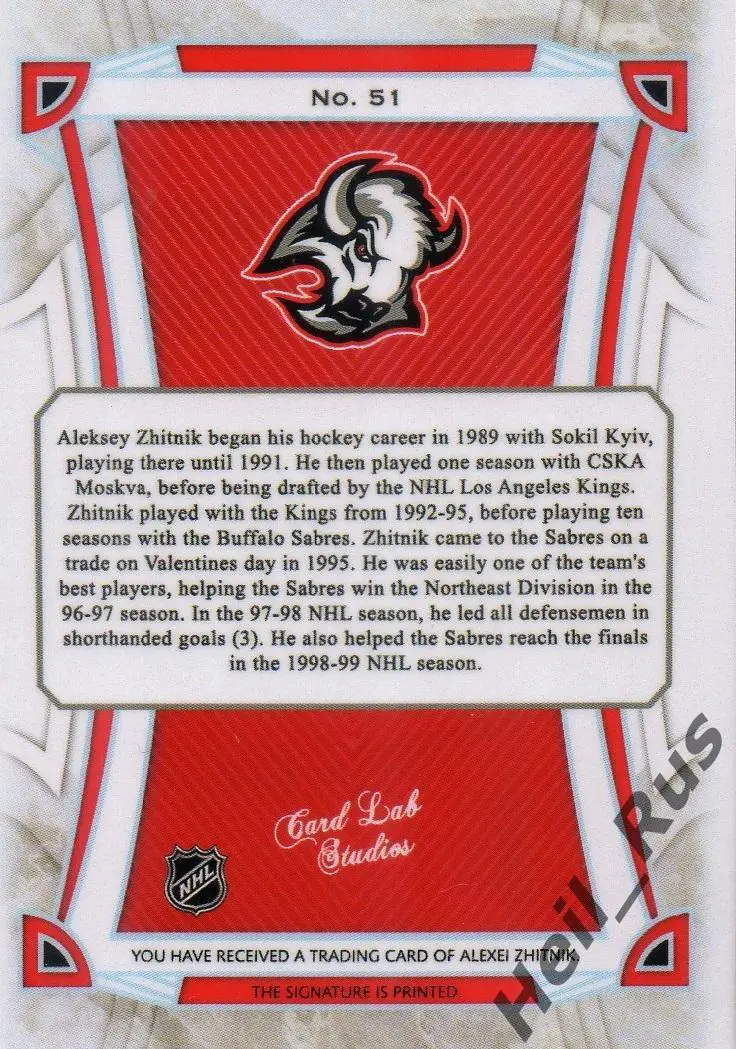 No. 51
Aleksey Zhitnik began his hockey career in 1989 with Sokil Kyiv,
playing there until 1991. He then played one season with CSKA
Moskva, before being drafted by the NHL Los Angeles Kings.
Zhitnik played with the Kings from 1992-95, before playing ten
seasons with the Buffalo Sabres. Zhitnik came to the Sabres on a
trade on Valentines day in 1995. He was easily one of the team's
best players, helping the Sabres win the Northeast Division in the
96-97 season. In the 97-98 NHL season, he led all defensemen in
shorthanded goals (3). He also helped the Sabres reach the finals
in the 1998-99 NHL season.
Card Lab
Studios
NHL
YOU HAVE RECEIVED A TRADING CARD OF ALEXEI ZHITNIK.
THE SIGNATURE IS PRINTED.
Heil_Rus